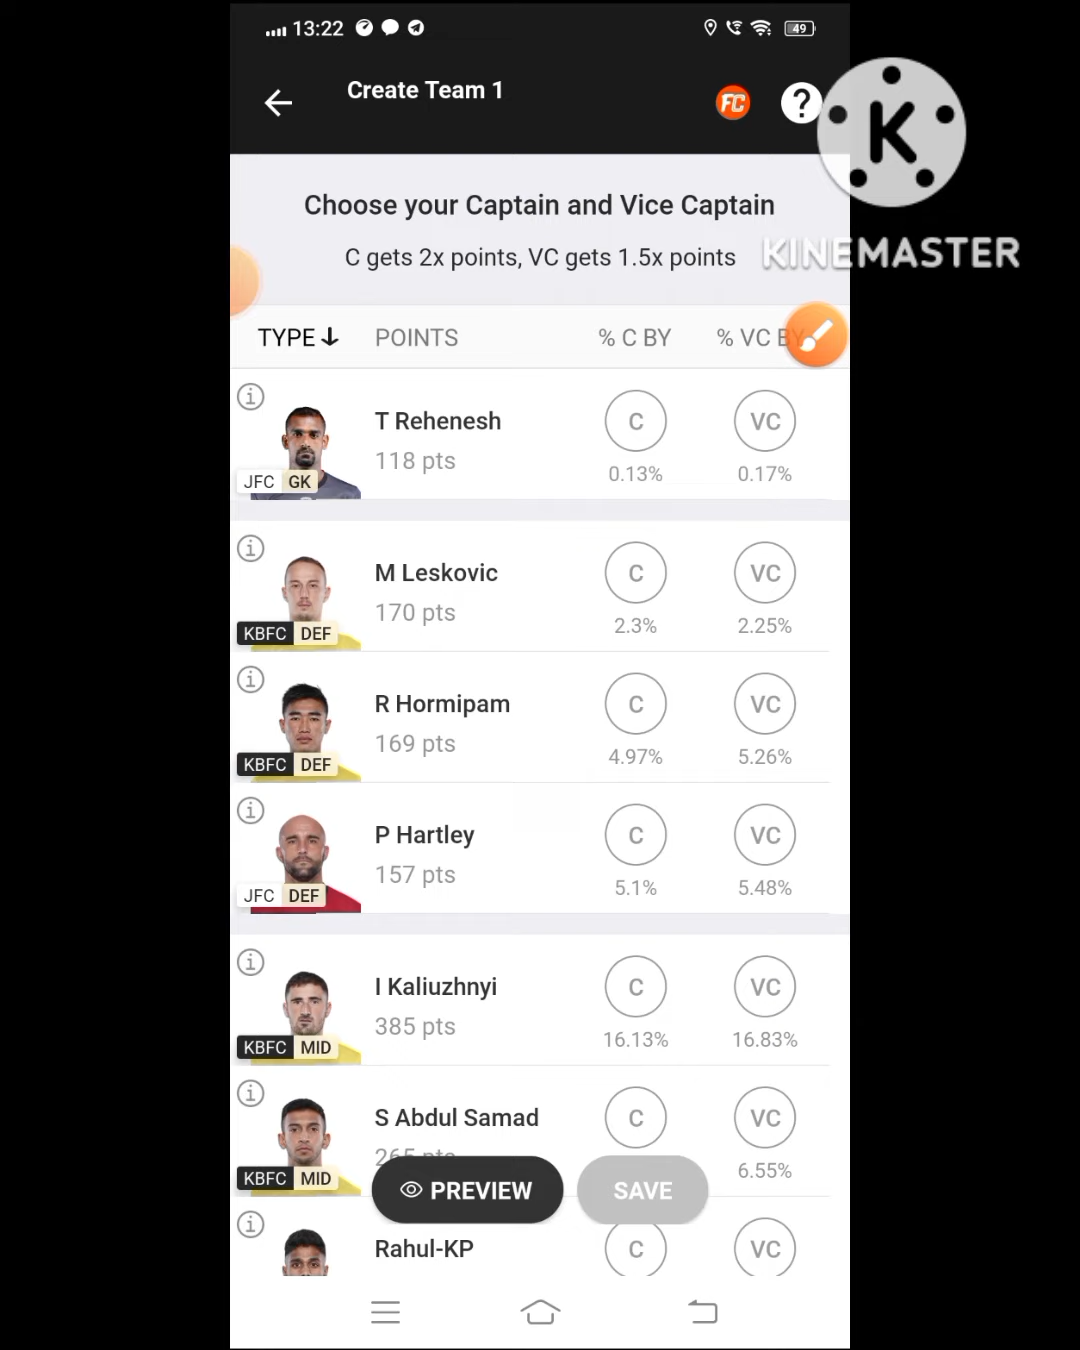 13:22
49
Create Team 1
FC
?
K
KINEMASTER
Choose your Captain and Vice Captain
C gets 2x points, VC gets 1.5x points
TYPE↓ POINTS % C BY % VC BY
T Rehenesh C VC
118 pts
JFC GK 0.13% 0.17%
M Leskovic C VC
170 pts
KBFC DEF 2.3% 2.25%
R Hormipam C VC
169 pts
KBFC DEF 4.97% 5.26%
P Hartley C VC
157 pts
JFC DEF 5.1% 5.48%
I Kaliuzhnyi C VC
385 pts
KBFC MID 16.13% 16.83%
S Abdul Samad C VC
265 pts
KBFC MID 6.55%
PREVIEW SAVE
Rahul-KP C VC